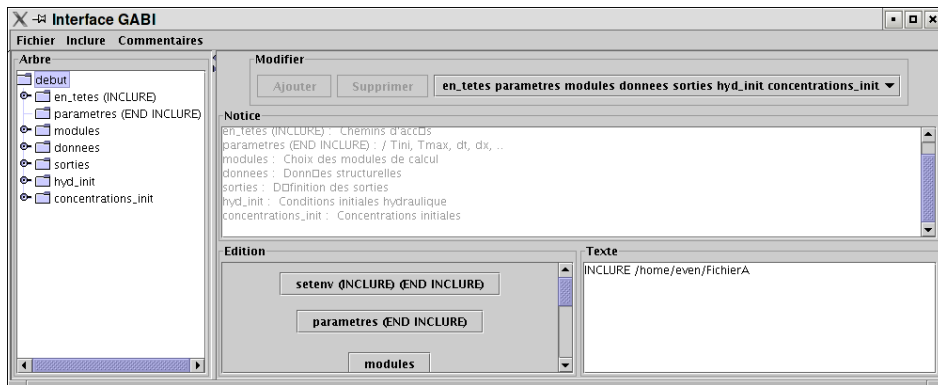 Interface GABI
Fichier Inclure Commentaires
Arbre
debut
en_tetes (INCLURE)
parametres (END INCLURE)
modules
donnees
sorties
hyd_init
concentrations_init
Modifier
Ajouter Supprimer en_tetes parametres modules donnees sorties hyd_init concentrations_init
Notice
en_tetes (INCLURE) : Chemins d'acc□s
parametres (END INCLURE) : / Tini, Tmax, dt, dx, ..
modules : Choix des modules de calcul
donnees : Donn□es structurelles
sorties : D□finition des sorties
hyd_init : Conditions initiales hydraulique
concentrations_init : Concentrations initiales
Edition
setenv (INCLURE) (END INCLURE)
parametres (END INCLURE)
modules
Texte
INCLURE /home/even/FichierA